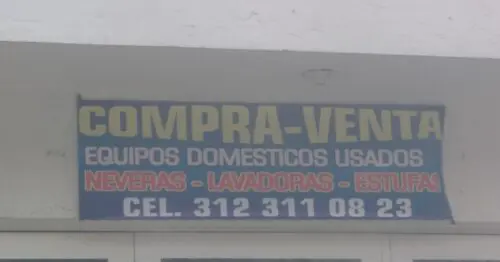 COMPRA-VENTA
EQUIPOS DOMESTICOS USADOS
NEVERAS - LAVADORAS - ESTUFAS
CEL. 312 311 08 23